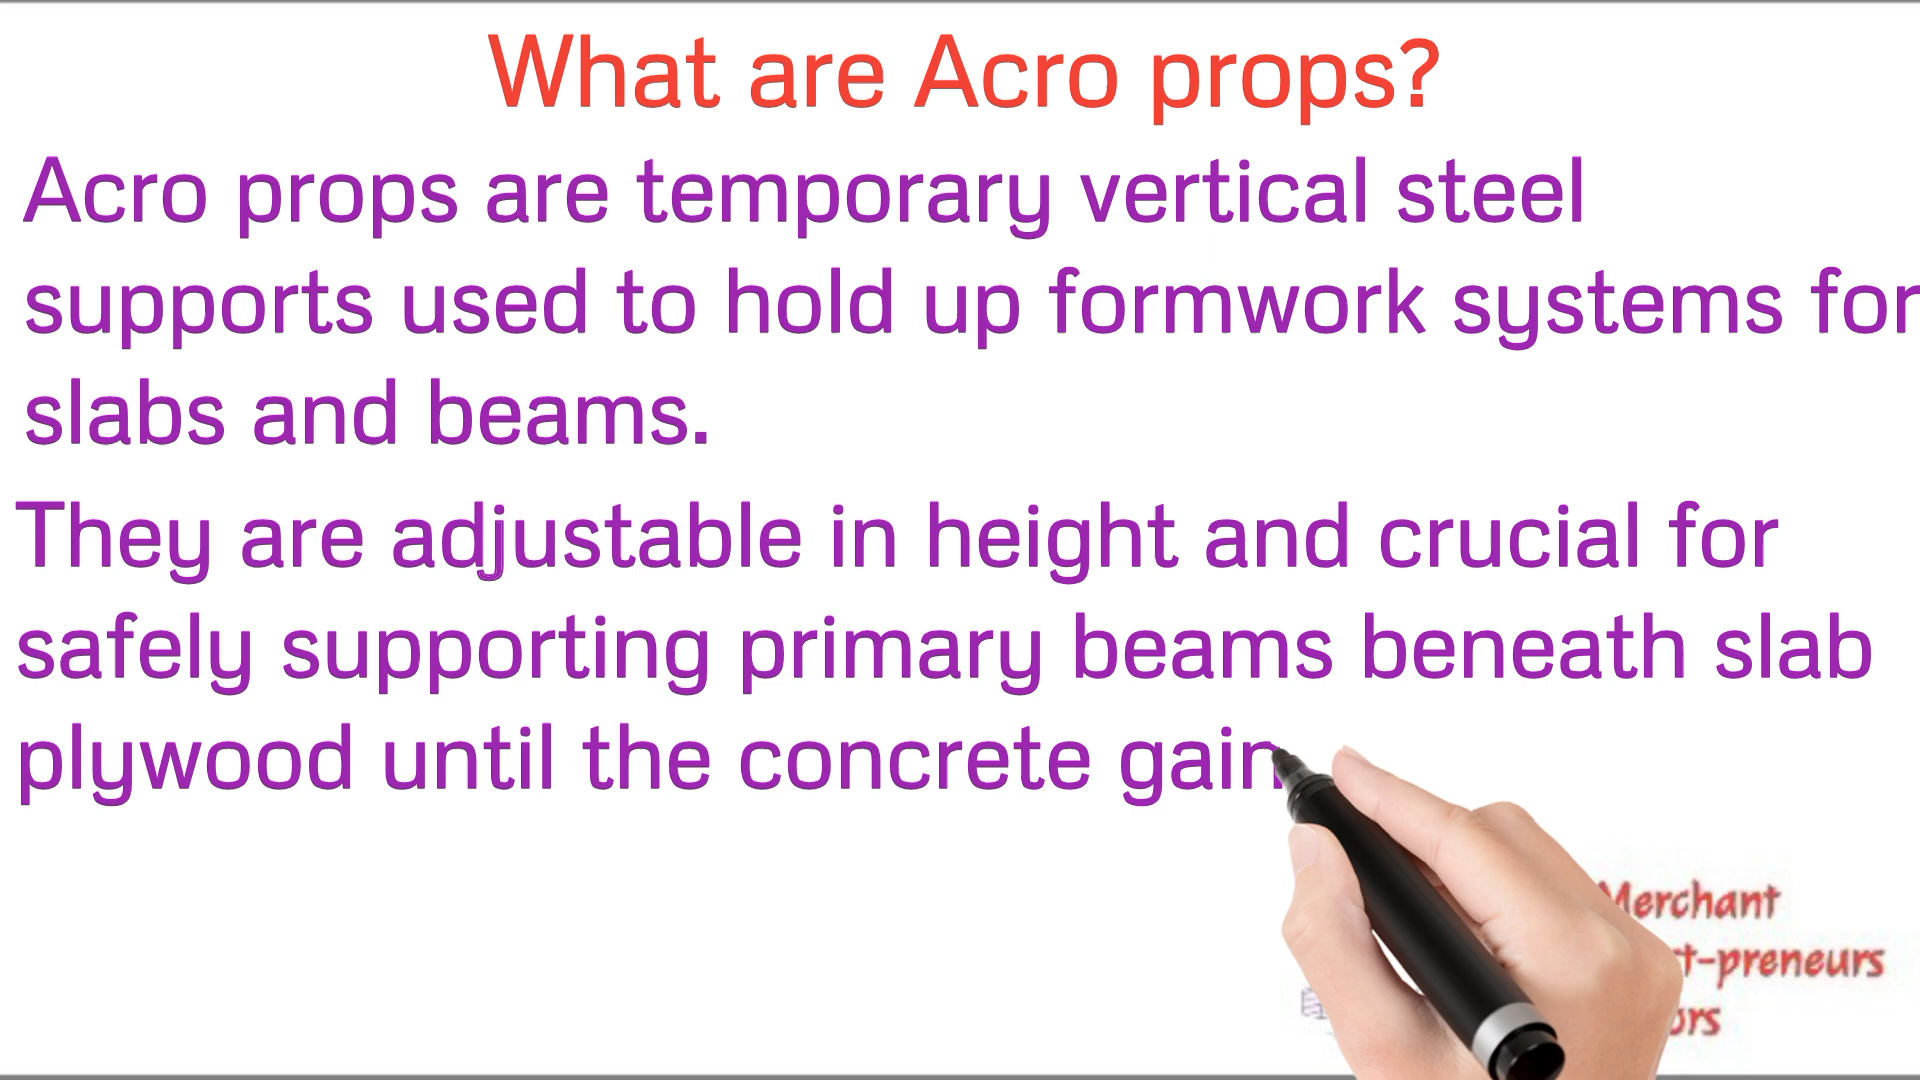 What are Acro props?
Acro props are temporary vertical steel
supports used to hold up formwork systems for
slabs and beams.
They are adjustable in height and crucial for
safely supporting primary beams beneath slab
plywood until the concrete gain
Merchant
t-preneurs
ors